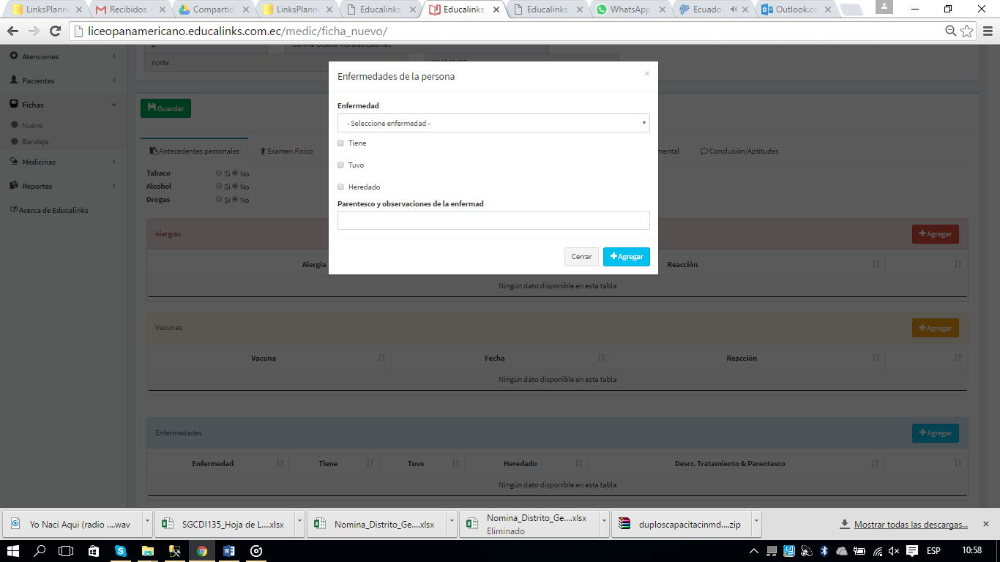 LinksPlanne
Recibidos -
Compartid
LinksPlanne
Educalinks
Educalinks
Educalinks
WhatsApp
Ecuador
Outlook.co
liceopanamericano.educalinks.com.ec/medic/ficha_nuevo/
Atenciones
Pacientes
Fichas
Nuevo
Bandeja
Medicinas
Reportes
Acerca de Educalinks
2
Connie Giselle Morales Ladines
norte
Guardar
Antecedentes personales
Examen Físico
mental
Conclusión/Aptitudes
Tabaco Si No
Alcohol Si No
Drogas Si No
Enfermedades de la persona ×
Enfermedad
- Seleccione enfermedad -
Tiene
Tuvo
Heredado
Parentesco y observaciones de la enfermad
Cerrar
Agregar
Alergias
Agregar
Alergia Reacción
Ningún dato disponible en esta tabla
Vacunas
Agregar
Vacuna Fecha Reacción
Ningún dato disponible en esta tabla
Enfermedades
Agregar
Enfermedad Tiene Tuvo Heredado Descr. Tratamiento & Parentesco
Ningún dato disponible en esta tabla
Yo Naci Aqui (radio ....wav
SGCDI135_Hoja de L....xlsx
Nomina_Distrito_Ge....xlsx
Nomina_Distrito_Ge....xlsx
Eliminado
duploscapacitacinmd....zip
Mostrar todas las descargas...
ESP
10:58